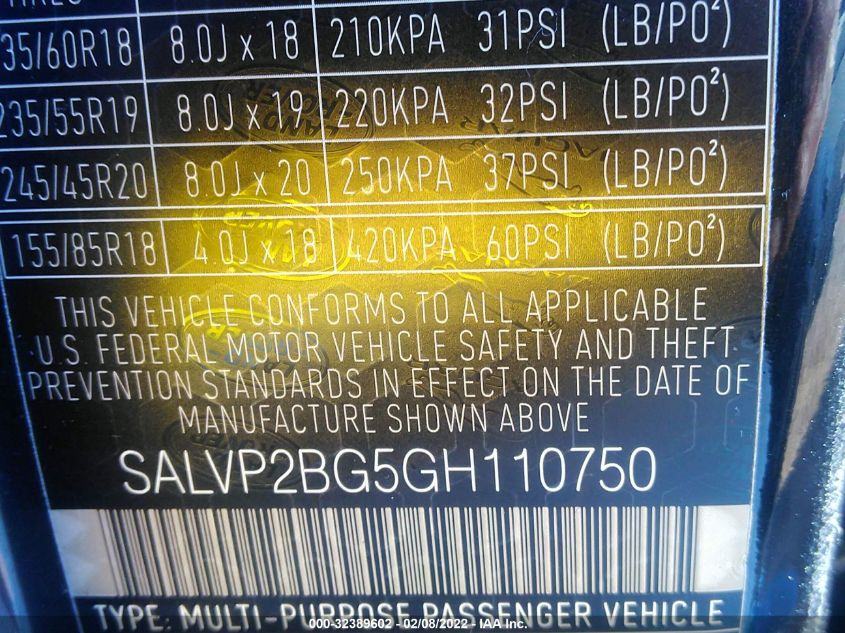 35/60R18 8.0J x 18 210KPA 31PSI (LB/PO²)
235/55R19 8.0J x 19 220KPA 32PSI (LB/PO²)
245/45R20 8.0J x 20 250KPA 37PSI (LB/PO²)
155/85R18 4.0J x 18 420KPA 60PSI (LB/PO²)
THIS VEHICLE CONFORMS TO ALL APPLICABLE
U.S. FEDERAL MOTOR VEHICLE SAFETY AND THEFT
PREVENTION STANDARDS IN EFFECT ON THE DATE OF
MANUFACTURE SHOWN ABOVE
SALVP2BG5GH110750
TYPE: MULTI-PURPOSE PASSENGER VEHICLE
000-32389602 - 02/08/2022 - IAA Inc.